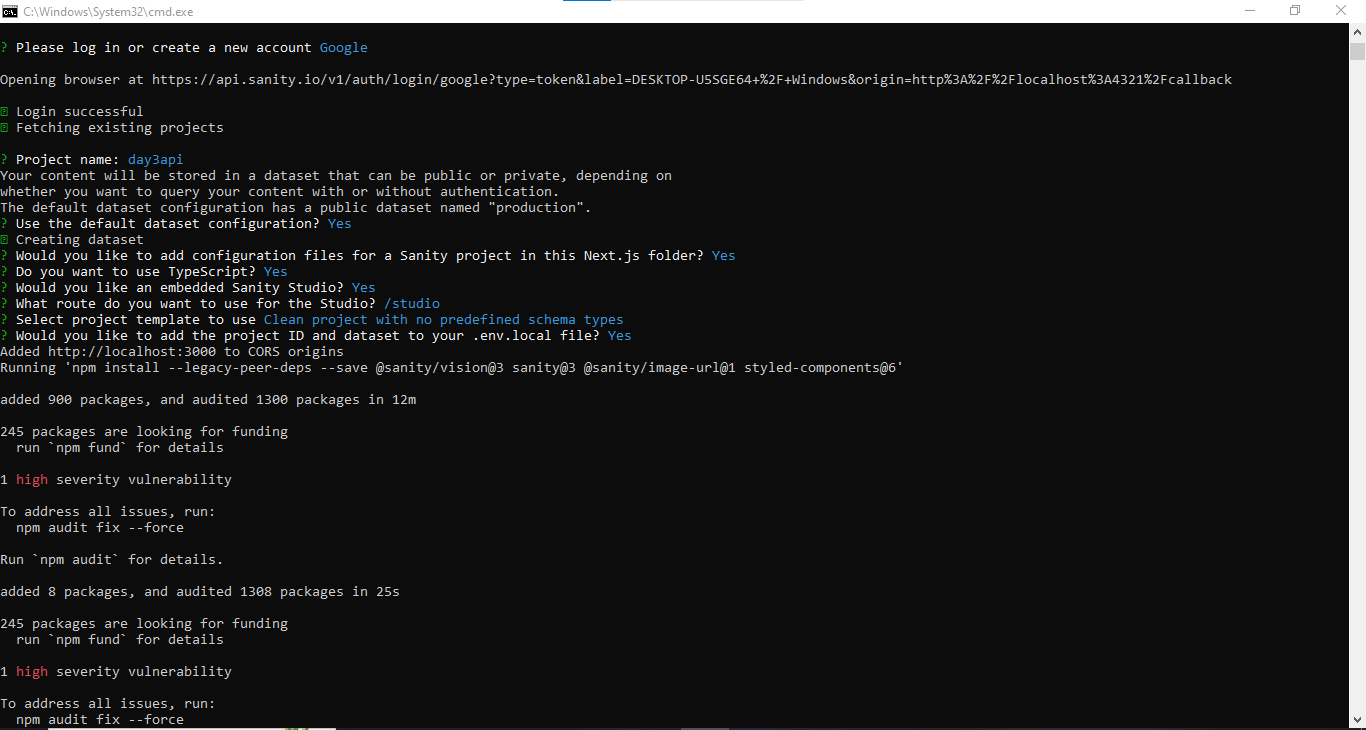 C:\Windows\System32\cmd.exe
? Please log in or create a new account Google
Opening browser at https://api.sanity.io/v1/auth/login/google?type=token&label=DESKTOP-U5SGE64+%2F+Windows&origin=http%3A%2F%2Flocalhost%3A4321%2Fcallback
Login successful
Fetching existing projects
? Project name: day3api
Your content will be stored in a dataset that can be public or private, depending on
whether you want to query your content with or without authentication.
The default dataset configuration has a public dataset named "production".
? Use the default dataset configuration? Yes
Creating dataset
? Would you like to add configuration files for a Sanity project in this Next.js folder? Yes
? Do you want to use TypeScript? Yes
? Would you like an embedded Sanity Studio? Yes
? What route do you want to use for the Studio? /studio
? Select project template to use Clean project with no predefined schema types
? Would you like to add the project ID and dataset to your .env.local file? Yes
Added http://localhost:3000 to CORS origins
Running 'npm install --legacy-peer-deps --save @sanity/vision@3 sanity@3 @sanity/image-url@1 styled-components@6'
added 900 packages, and audited 1300 packages in 12m
245 packages are looking for funding
run `npm fund` for details
1 high severity vulnerability
To address all issues, run:
npm audit fix --force
Run `npm audit` for details.
added 8 packages, and audited 1308 packages in 25s
245 packages are looking for funding
run `npm fund` for details
1 high severity vulnerability
To address all issues, run:
npm audit fix --force